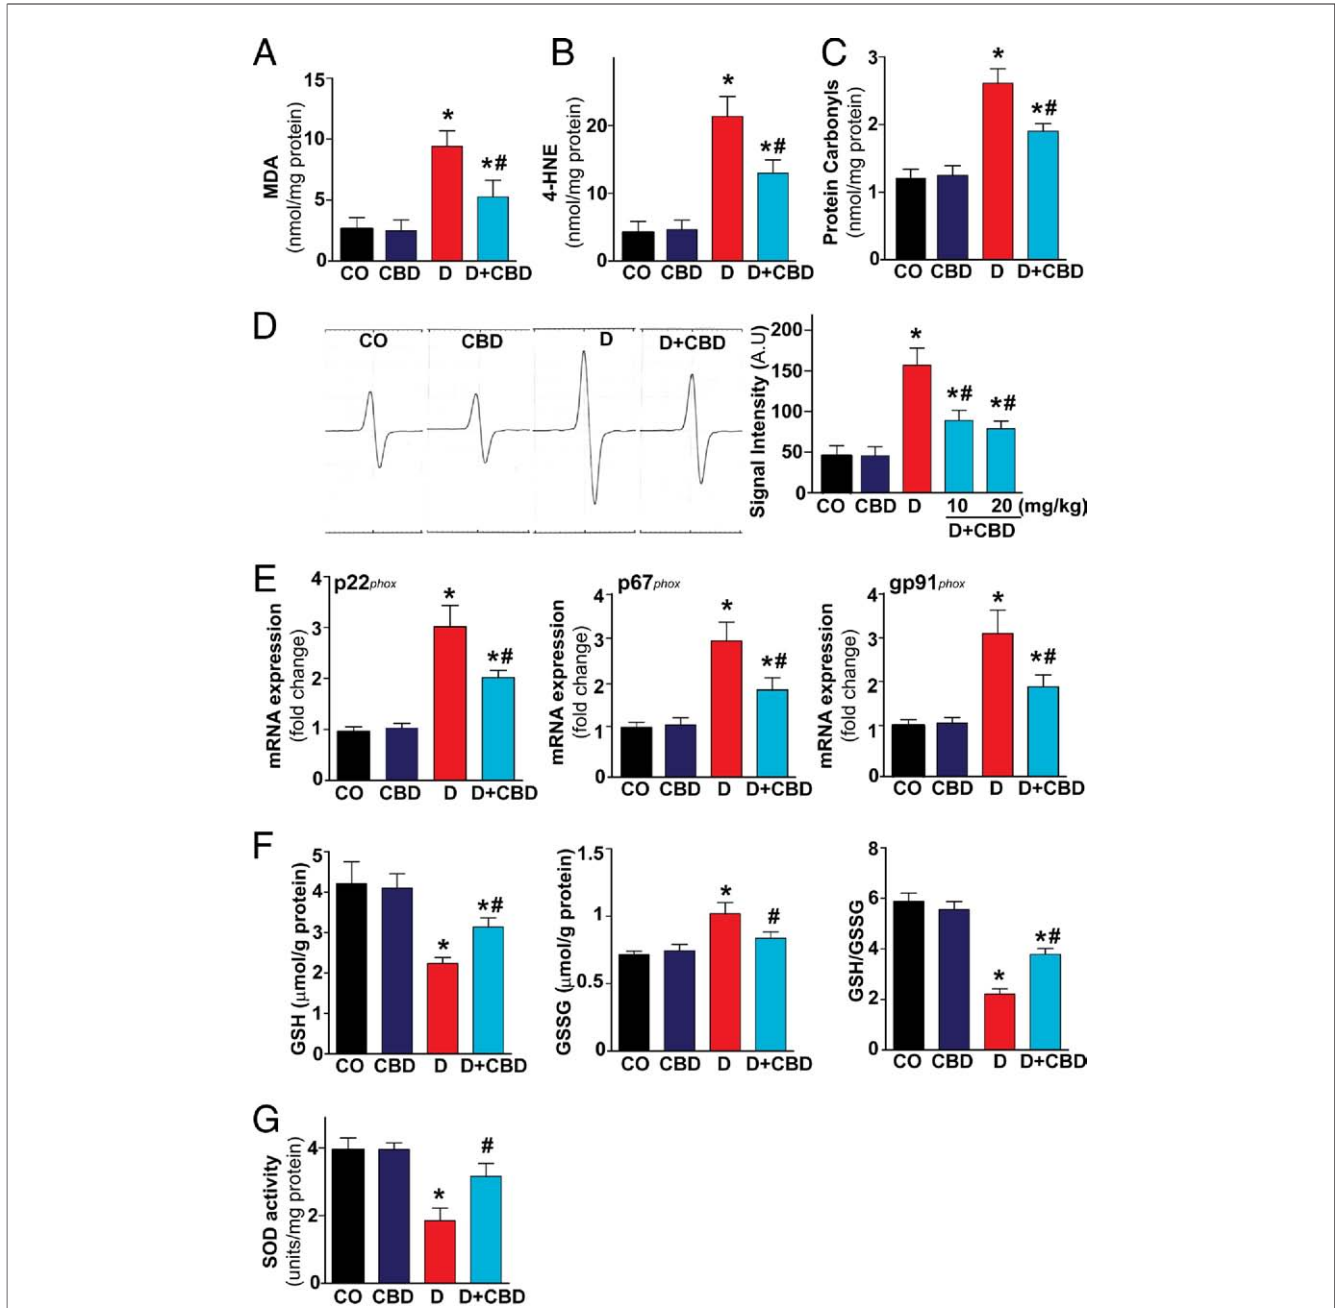 A
MDA
(nmol/mg protein)
15
10
5
0
*
*#
CO CBD D D+CBD
B
4-HNE
(nmol/mg protein)
20
10
0
*
*#
CO CBD D D+CBD
C
Protein Carbonyls
(nmol/mg protein)
3
2
1
0
*
*#
CO CBD D D+CBD
D
CO
CBD
D
D+CBD
Signal Intensity (A.U)
200
150
100
50
0
*
*#
*#
CO CBD D 10 20 (mg/kg)
D+CBD
E
p22phox
mRNA expression
(fold change)
4
3
2
1
0
*
*#
CO CBD D D+CBD
p67phox
mRNA expression
(fold change)
4
3
2
1
0
*
*#
CO CBD D D+CBD
gp91phox
mRNA expression
(fold change)
4
3
2
1
0
*
*#
CO CBD D D+CBD
F
GSH (μmol/g protein)
5
4
3
2
1
0
*
*#
CO CBD D D+CBD
GSSG (μmol/g protein)
1.5
1
0.5
0
*
#
CO CBD D D+CBD
GSH/GSSG
8
6
4
2
0
*
*#
CO CBD D D+CBD
G
SOD activity
(units/mg protein)
4
2
0
*
#
CO CBD D D+CBD